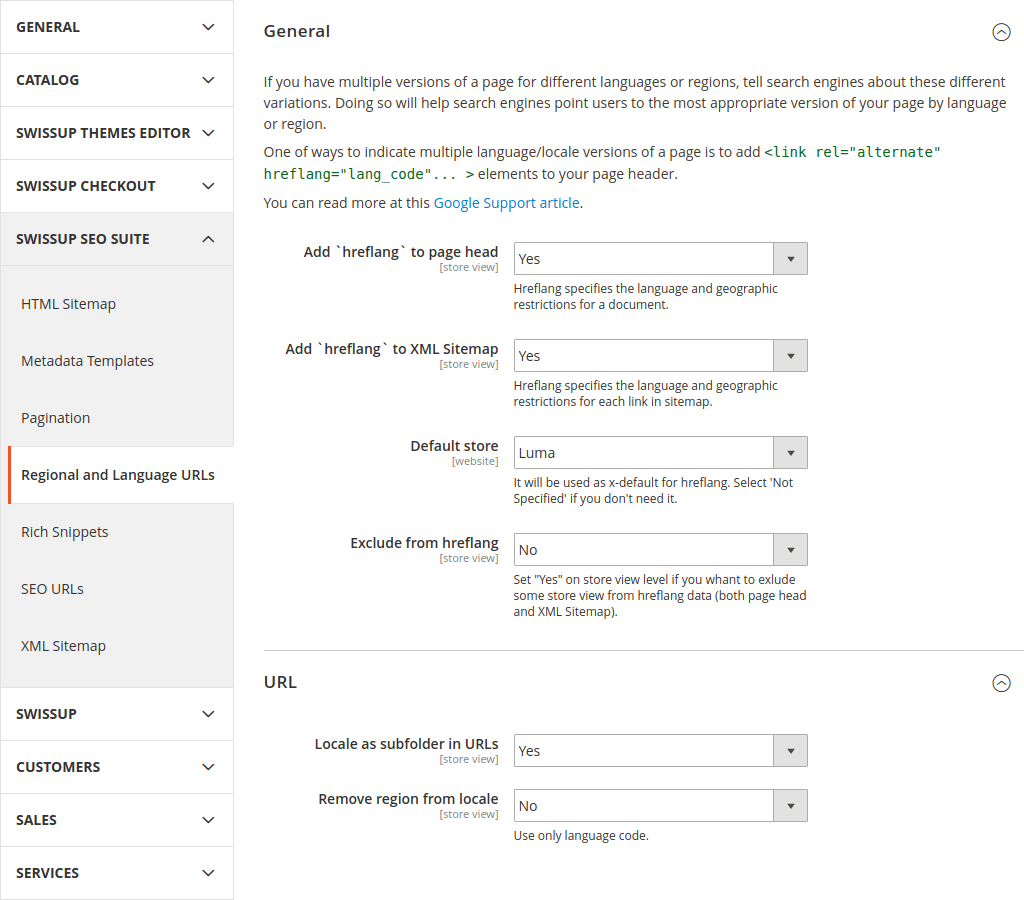 GENERAL
CATALOG
SWISSUP THEMES EDITOR
SWISSUP CHECKOUT
SWISSUP SEO SUITE
HTML Sitemap
Metadata Templates
Pagination
Regional and Language URLs
Rich Snippets
SEO URLs
XML Sitemap
SWISSUP
CUSTOMERS
SALES
SERVICES
General
If you have multiple versions of a page for different languages or regions, tell search engines about these different
variations. Doing so will help search engines point users to the most appropriate version of your page by language
or region.
One of ways to indicate multiple language/locale versions of a page is to add <link rel="alternate"
hreflang="lang_code"... > elements to your page header.
You can read more at this Google Support article.
Add `hreflang` to page head
[store view]
Yes
Hreflang specifies the language and geographic
restrictions for a document.
Add `hreflang` to XML Sitemap
[store view]
Yes
Hreflang specifies the language and geographic
restrictions for each link in sitemap.
Default store
[website]
Luma
It will be used as x-default for hreflang. Select 'Not
Specified' if you don't need it.
Exclude from hreflang
[store view]
No
Set "Yes" on store view level if you whant to exlude
some store view from hreflang data (both page head
and XML Sitemap).
URL
Locale as subfolder in URLs
[store view]
Yes
Remove region from locale
[store view]
No
Use only language code.